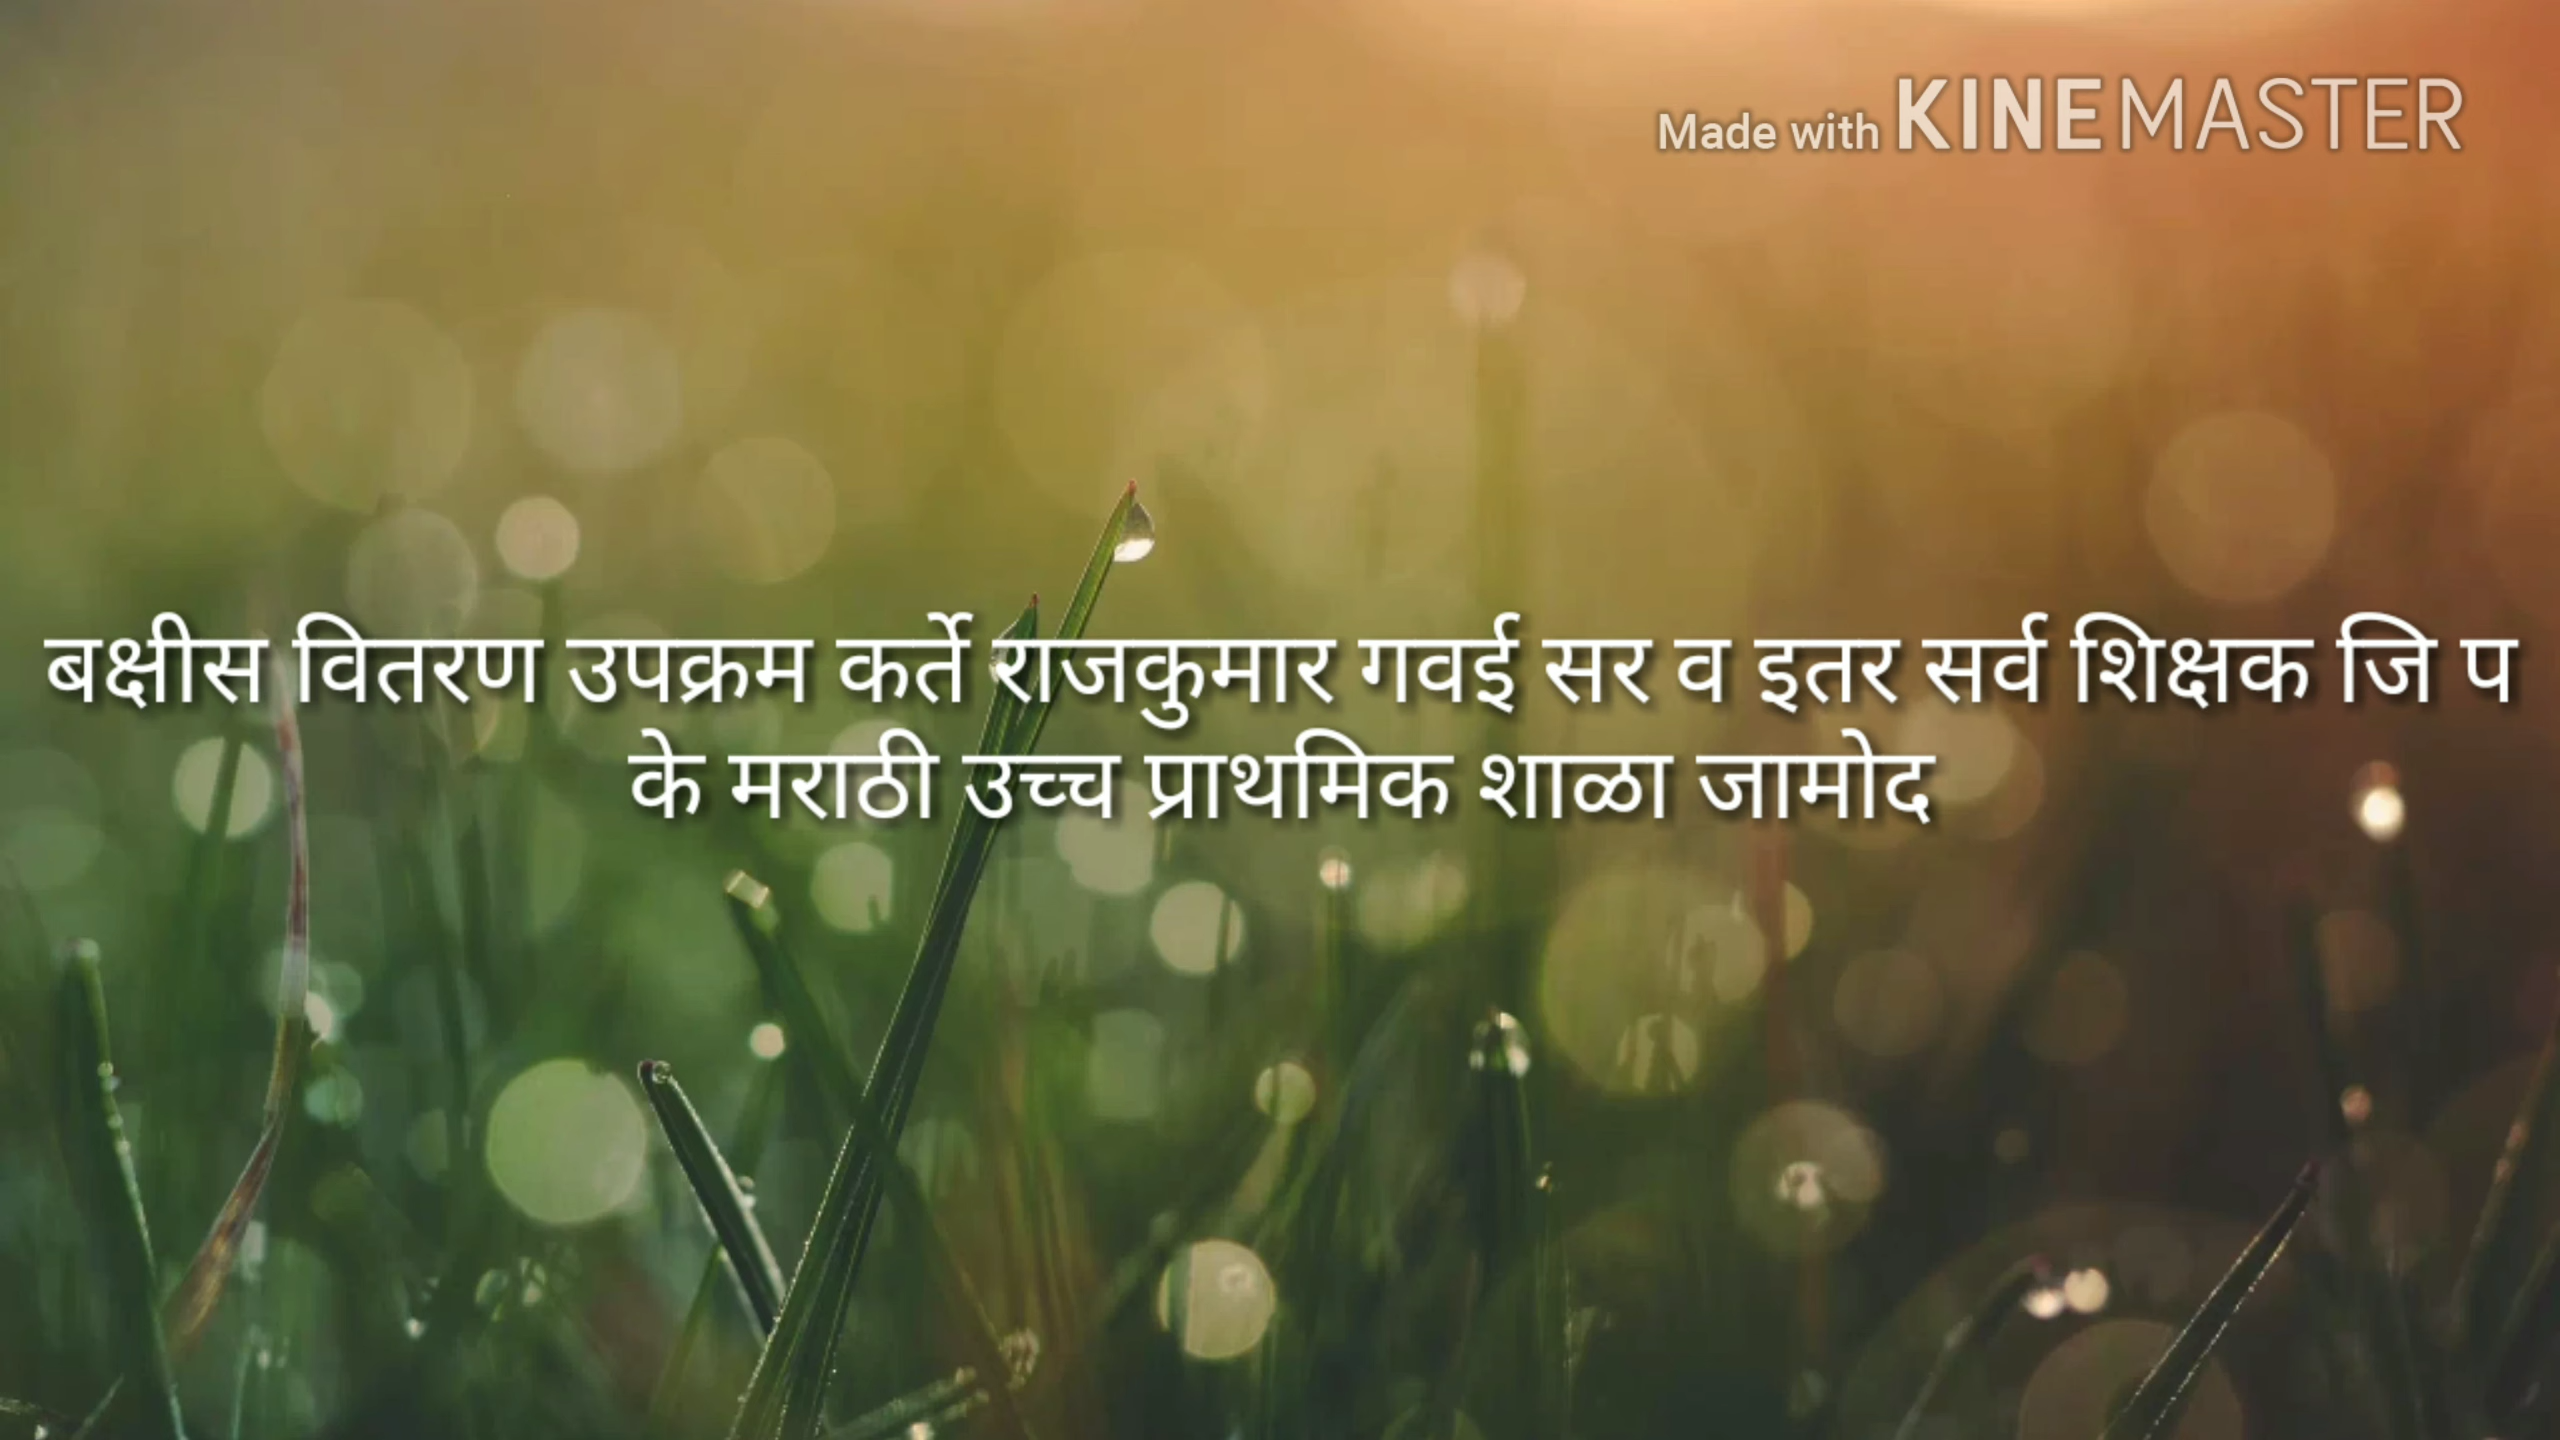 Made with KINEMASTER
बक्षीस वितरण उपक्रम कर्ते राजकुमार गवई सर व इतर सर्व शिक्षक जि प
के मराठी उच्च प्राथमिक शाळा जामोद